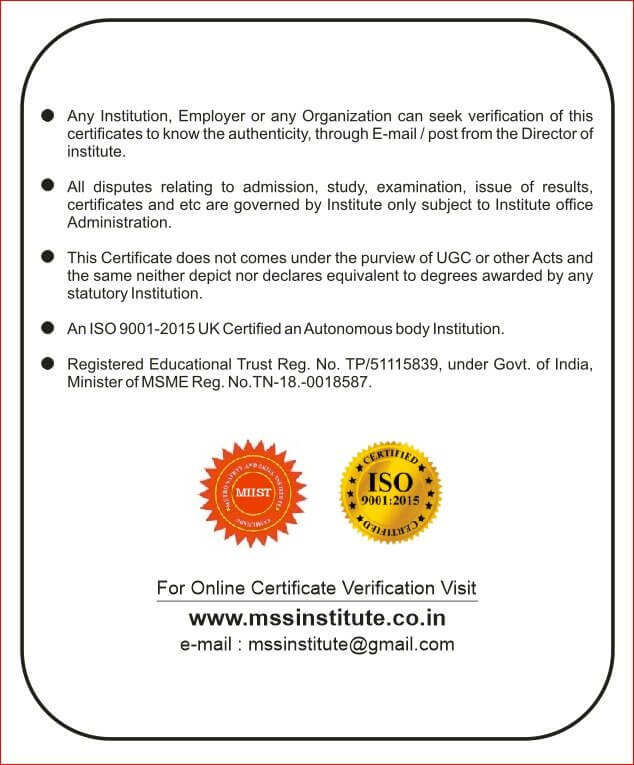 Any Institution, Employer or any Organization can seek verification of this
certificates to know the authenticity, through E-mail / post from the Director of
institute.
All disputes relating to admission, study, examination, issue of results,
certificates and etc are governed by Institute only subject to Institute office
Administration.
This Certificate does not comes under the purview of UGC or other Acts and
the same neither depict nor declares equivalent to degrees awarded by any
statutory Institution.
An ISO 9001-2015 UK Certified an Autonomous body Institution.
Registered Educational Trust Reg. No. TP/51115839, under Govt. of India,
Minister of MSME Reg. No.TN-18.-0018587.
MIIST
CERTIFIED
ISO
9001:2015
CERTIFIED
For Online Certificate Verification Visit
www.mssinstitute.co.in
e-mail : mssinstitute@gmail.com